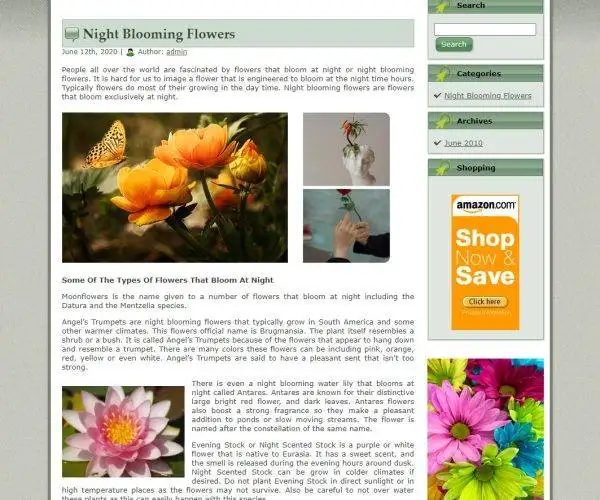 Night Blooming Flowers
June 12th, 2020 | Author: admin
People all over the world are fascinated by flowers that bloom at night or night blooming
flowers. It is hard for us to image a flower that is engineered to bloom at the night time hours.
Typically flowers do most of their growing in the day time. Night blooming flowers are flowers
that bloom exclusively at night.
Some Of The Types Of Flowers That Bloom At Night
Moonflowers is the name given to a number of flowers that bloom at night including the
Datura and the Mentzelia species.
Angel's Trumpets are night blooming flowers that typically grow in South America and some
other warmer climates. This flowers official name is Brugmansia. The plant itself resembles a
shrub or a bush. It is called Angel's Trumpets because of the flowers that appear to hang down
and resemble a trumpet. There are many colors these flowers can be including pink, orange,
red, yellow or even white. Angel's Trumpets are said to have a pleasant sent that isn't too
strong.
There is even a night blooming water lily that blooms at
night called Antares. Antares are known for their distinctive
large bright red flower, and dark leaves. Antares flowers
also boost a strong fragrance so they make a pleasant
addition to ponds or slow moving streams. The flower is
named after the constellation of the same name.
Evening Stock or Night Scented Stock is a purple or white
flower that is native to Eurasia. It has a sweet scent, and
the smell is released during the evening hours around dusk.
Night Scented Stock can be grow in colder climates if
desired. Do not plant Evening Stock in direct sunlight or in
high temperature places as the flowers may not survive. Also be careful to not over water
these plants as this can easily happen with this species.
Search
Search
Categories
Night Blooming Flowers
Archives
June 2010
Shopping
amazon.com
Shop
Now &
Save
Click here
Privacy Information